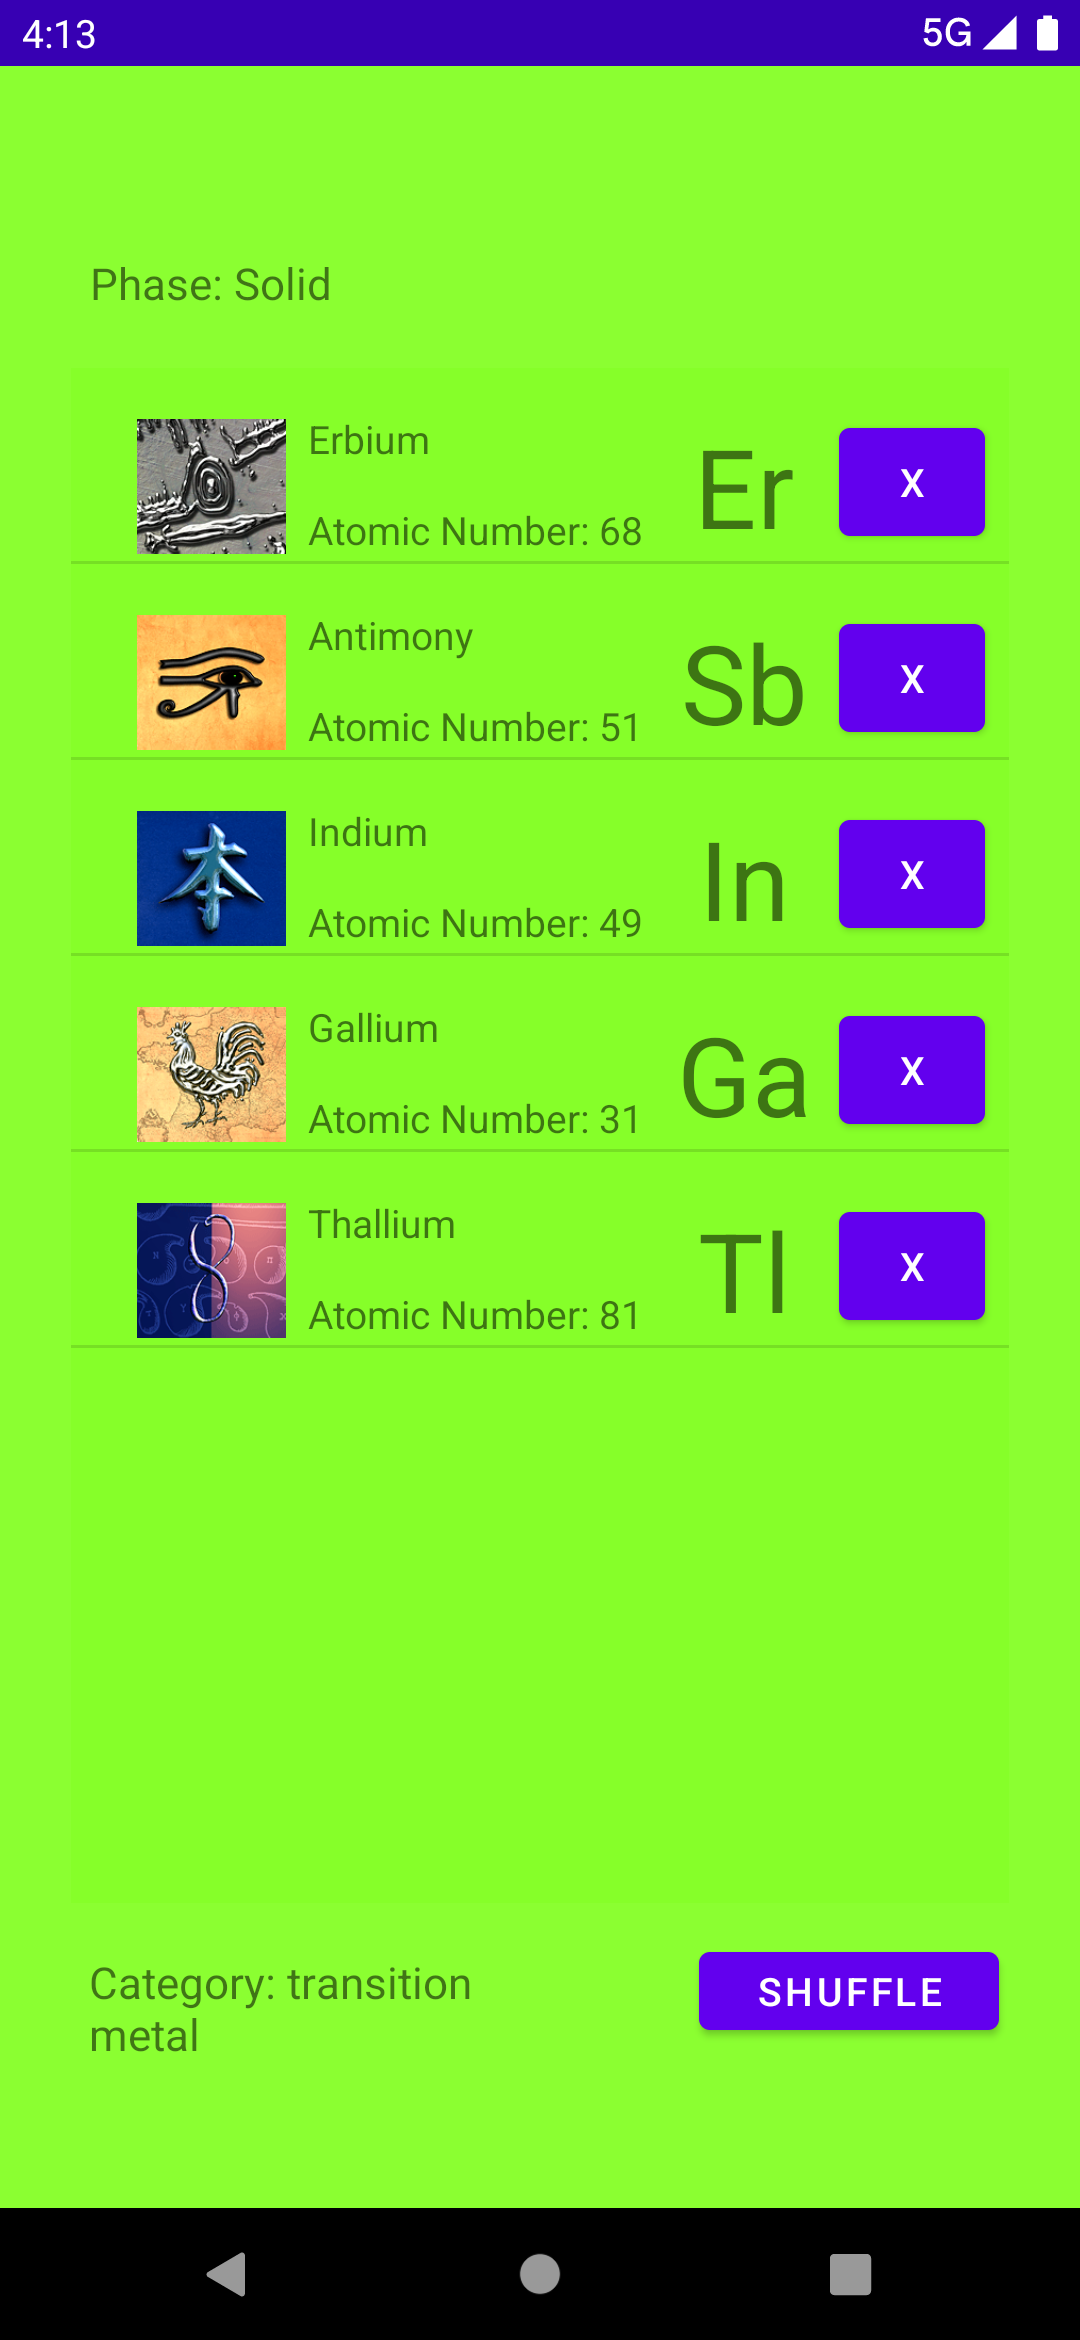 4:13 5G
Phase: Solid
Erbium
Atomic Number: 68
Er
X
Antimony
Atomic Number: 51
Sb
X
本
Indium
Atomic Number: 49
In
X
Gallium
Atomic Number: 31
Ga
X
Thallium
Atomic Number: 81
Tl
X
Category: transition
metal
SHUFFLE